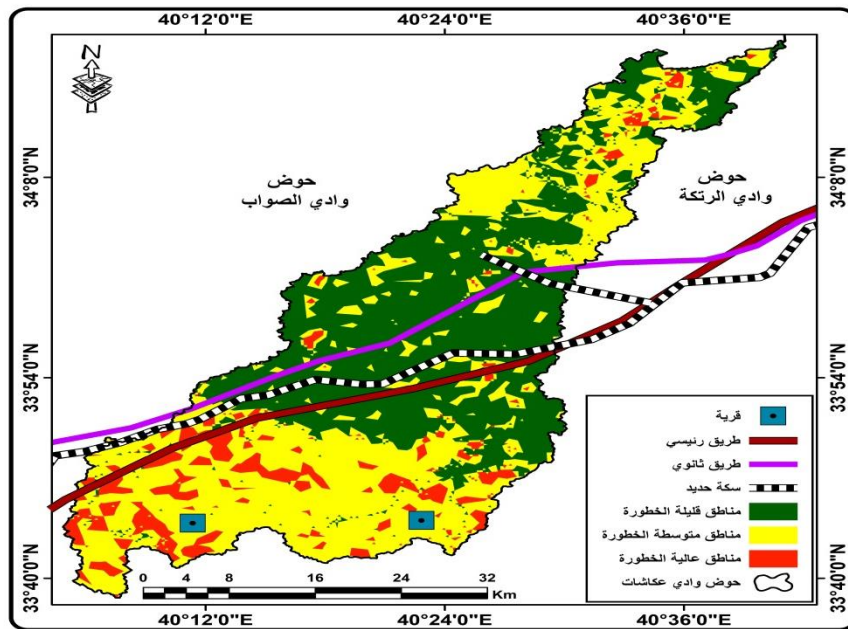 40°12'0"E
40°24'0"E
40°36'0"E
N
34°8'0"N
34°8'0"N
حوض
وادي الصواب
حوض
وادي الرتكة
33°54'0"N
33°54'0"N
قرية
طريق رئيسي
طريق ثانوي
سكة حديد
مناطق قليلة الخطورة
مناطق متوسطة الخطورة
مناطق عالية الخطورة
حوض وادي عكاشات
33°40'0"N
33°40'0"N
0 4 8 16 24 32
Km
40°12'0"E
40°24'0"E
40°36'0"E